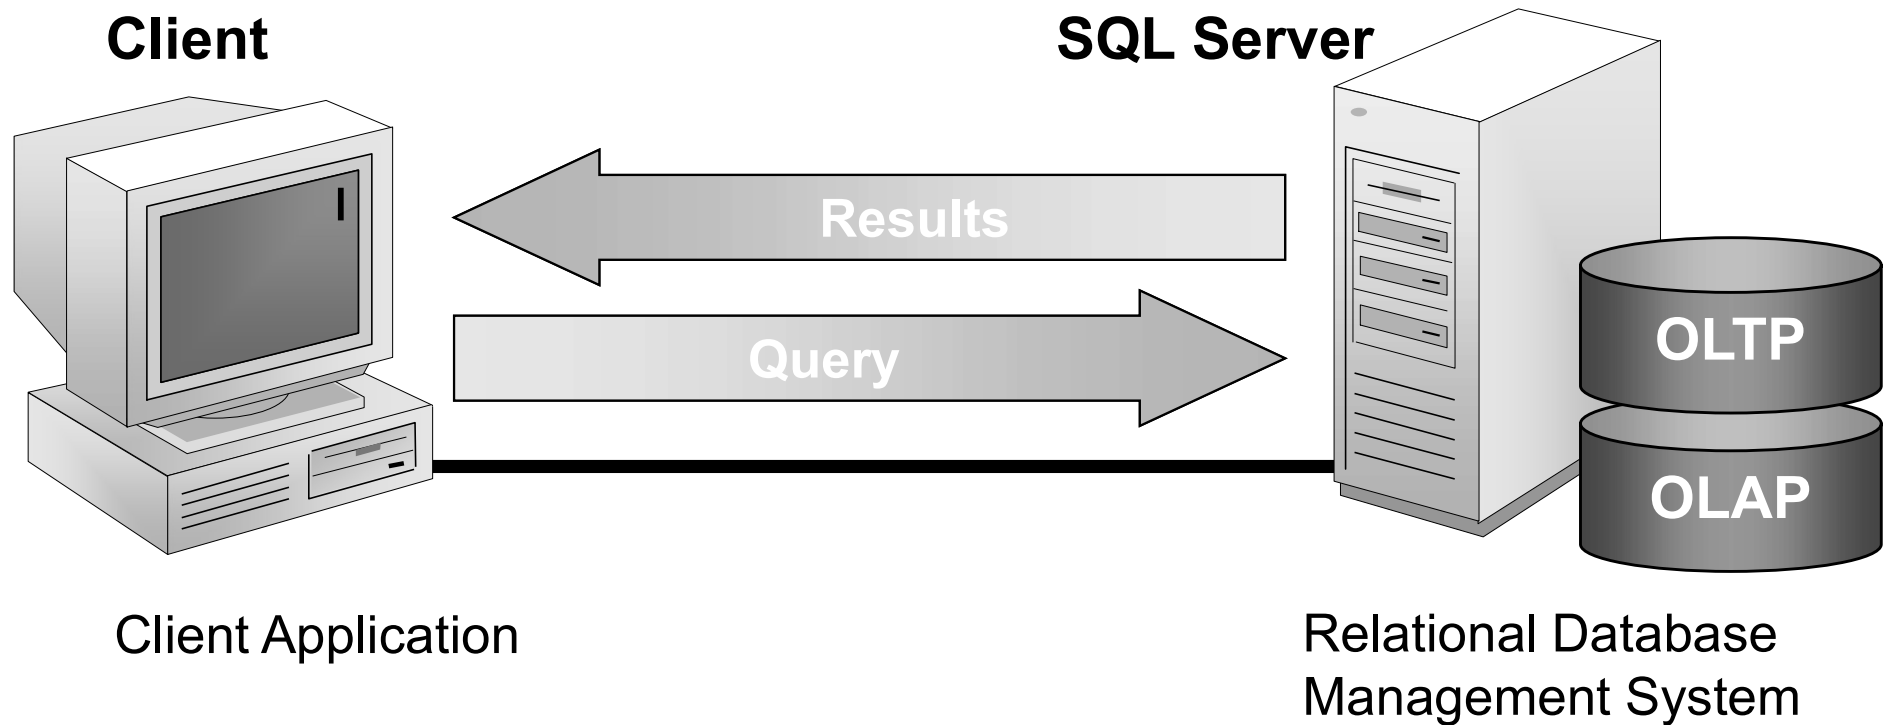 Client
SQL Server
Results
Query
OLTP
OLAP
Client Application
Relational Database
Management System